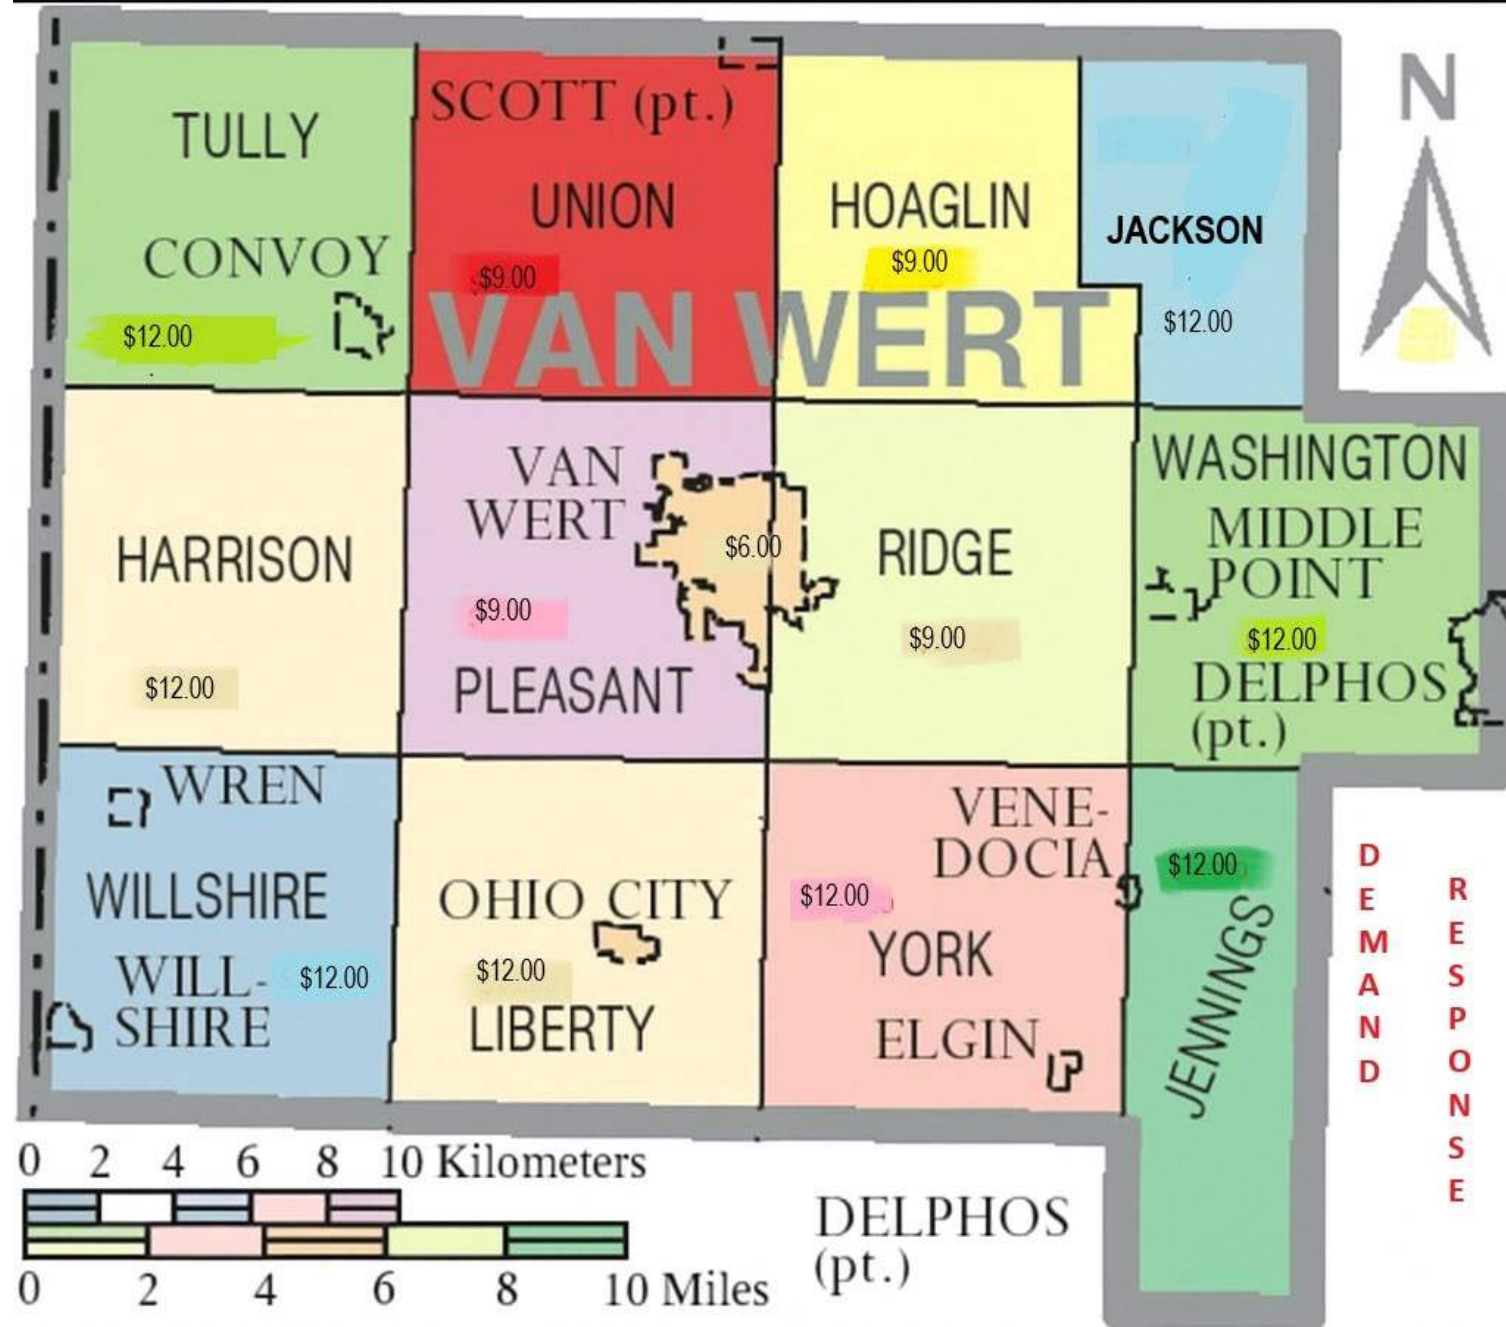 N
TULLY
SCOTT (pt.)
UNION
HOAGLIN
JACKSON
CONVOY
$12.00
$9.00
$9.00
$12.00
VAN WERT
HARRISON
$12.00
VAN
WERT
$6.00
$9.00
PLEASANT
RIDGE
$9.00
WASHINGTON
MIDDLE
POINT
$12.00
DELPHOS
(pt.)
WREN
WILLSHIRE
WILL-
SHIRE
$12.00
OHIO CITY
$12.00
LIBERTY
VENE-
DOCIA
$12.00
YORK
ELGIN
$12.00
JENNINGS
DEMAND
RESPONSE
0 2 4 6 8 10 Kilometers
0 2 4 6 8 10 Miles
DELPHOS
(pt.)